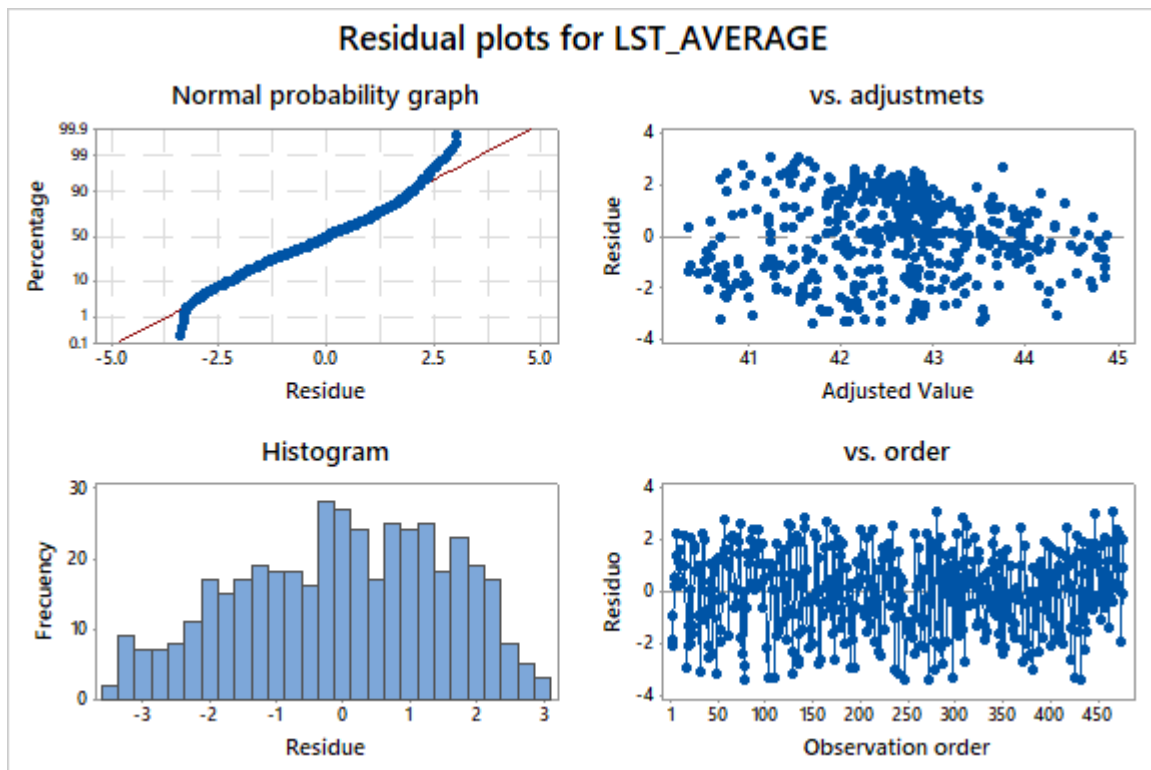 Residual plots for LST_AVERAGE
Normal probability graph
99.9
99
90
50
10
1
0.1
Percentage
-5.0 -2.5 0.0 2.5 5.0
Residue
vs. adjustmets
4
2
0
-2
-4
Residue
41 42 43 44 45
Adjusted Value
Histogram
30
20
10
0
Frecuency
-3 -2 -1 0 1 2 3
Residue
vs. order
4
2
0
-2
-4
Residuo
1 50 100 150 200 250 300 350 400 450
Observation order